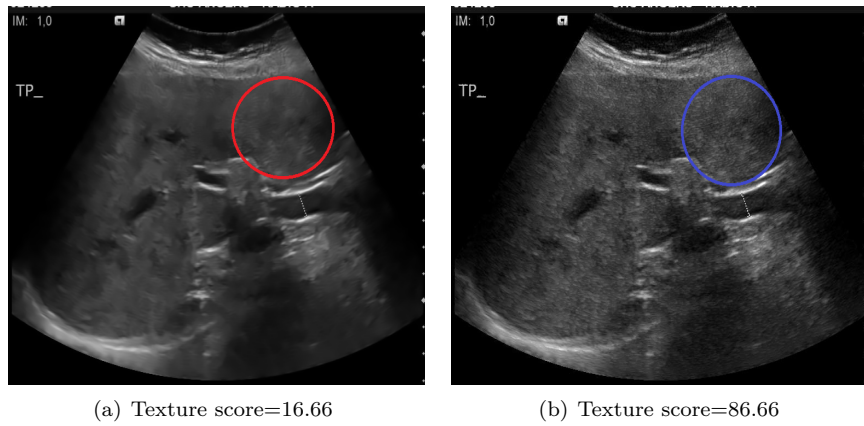 IM: 1,0
TP_
IM: 1,0
TP_
(a) Texture score=16.66
(b) Texture score=86.66